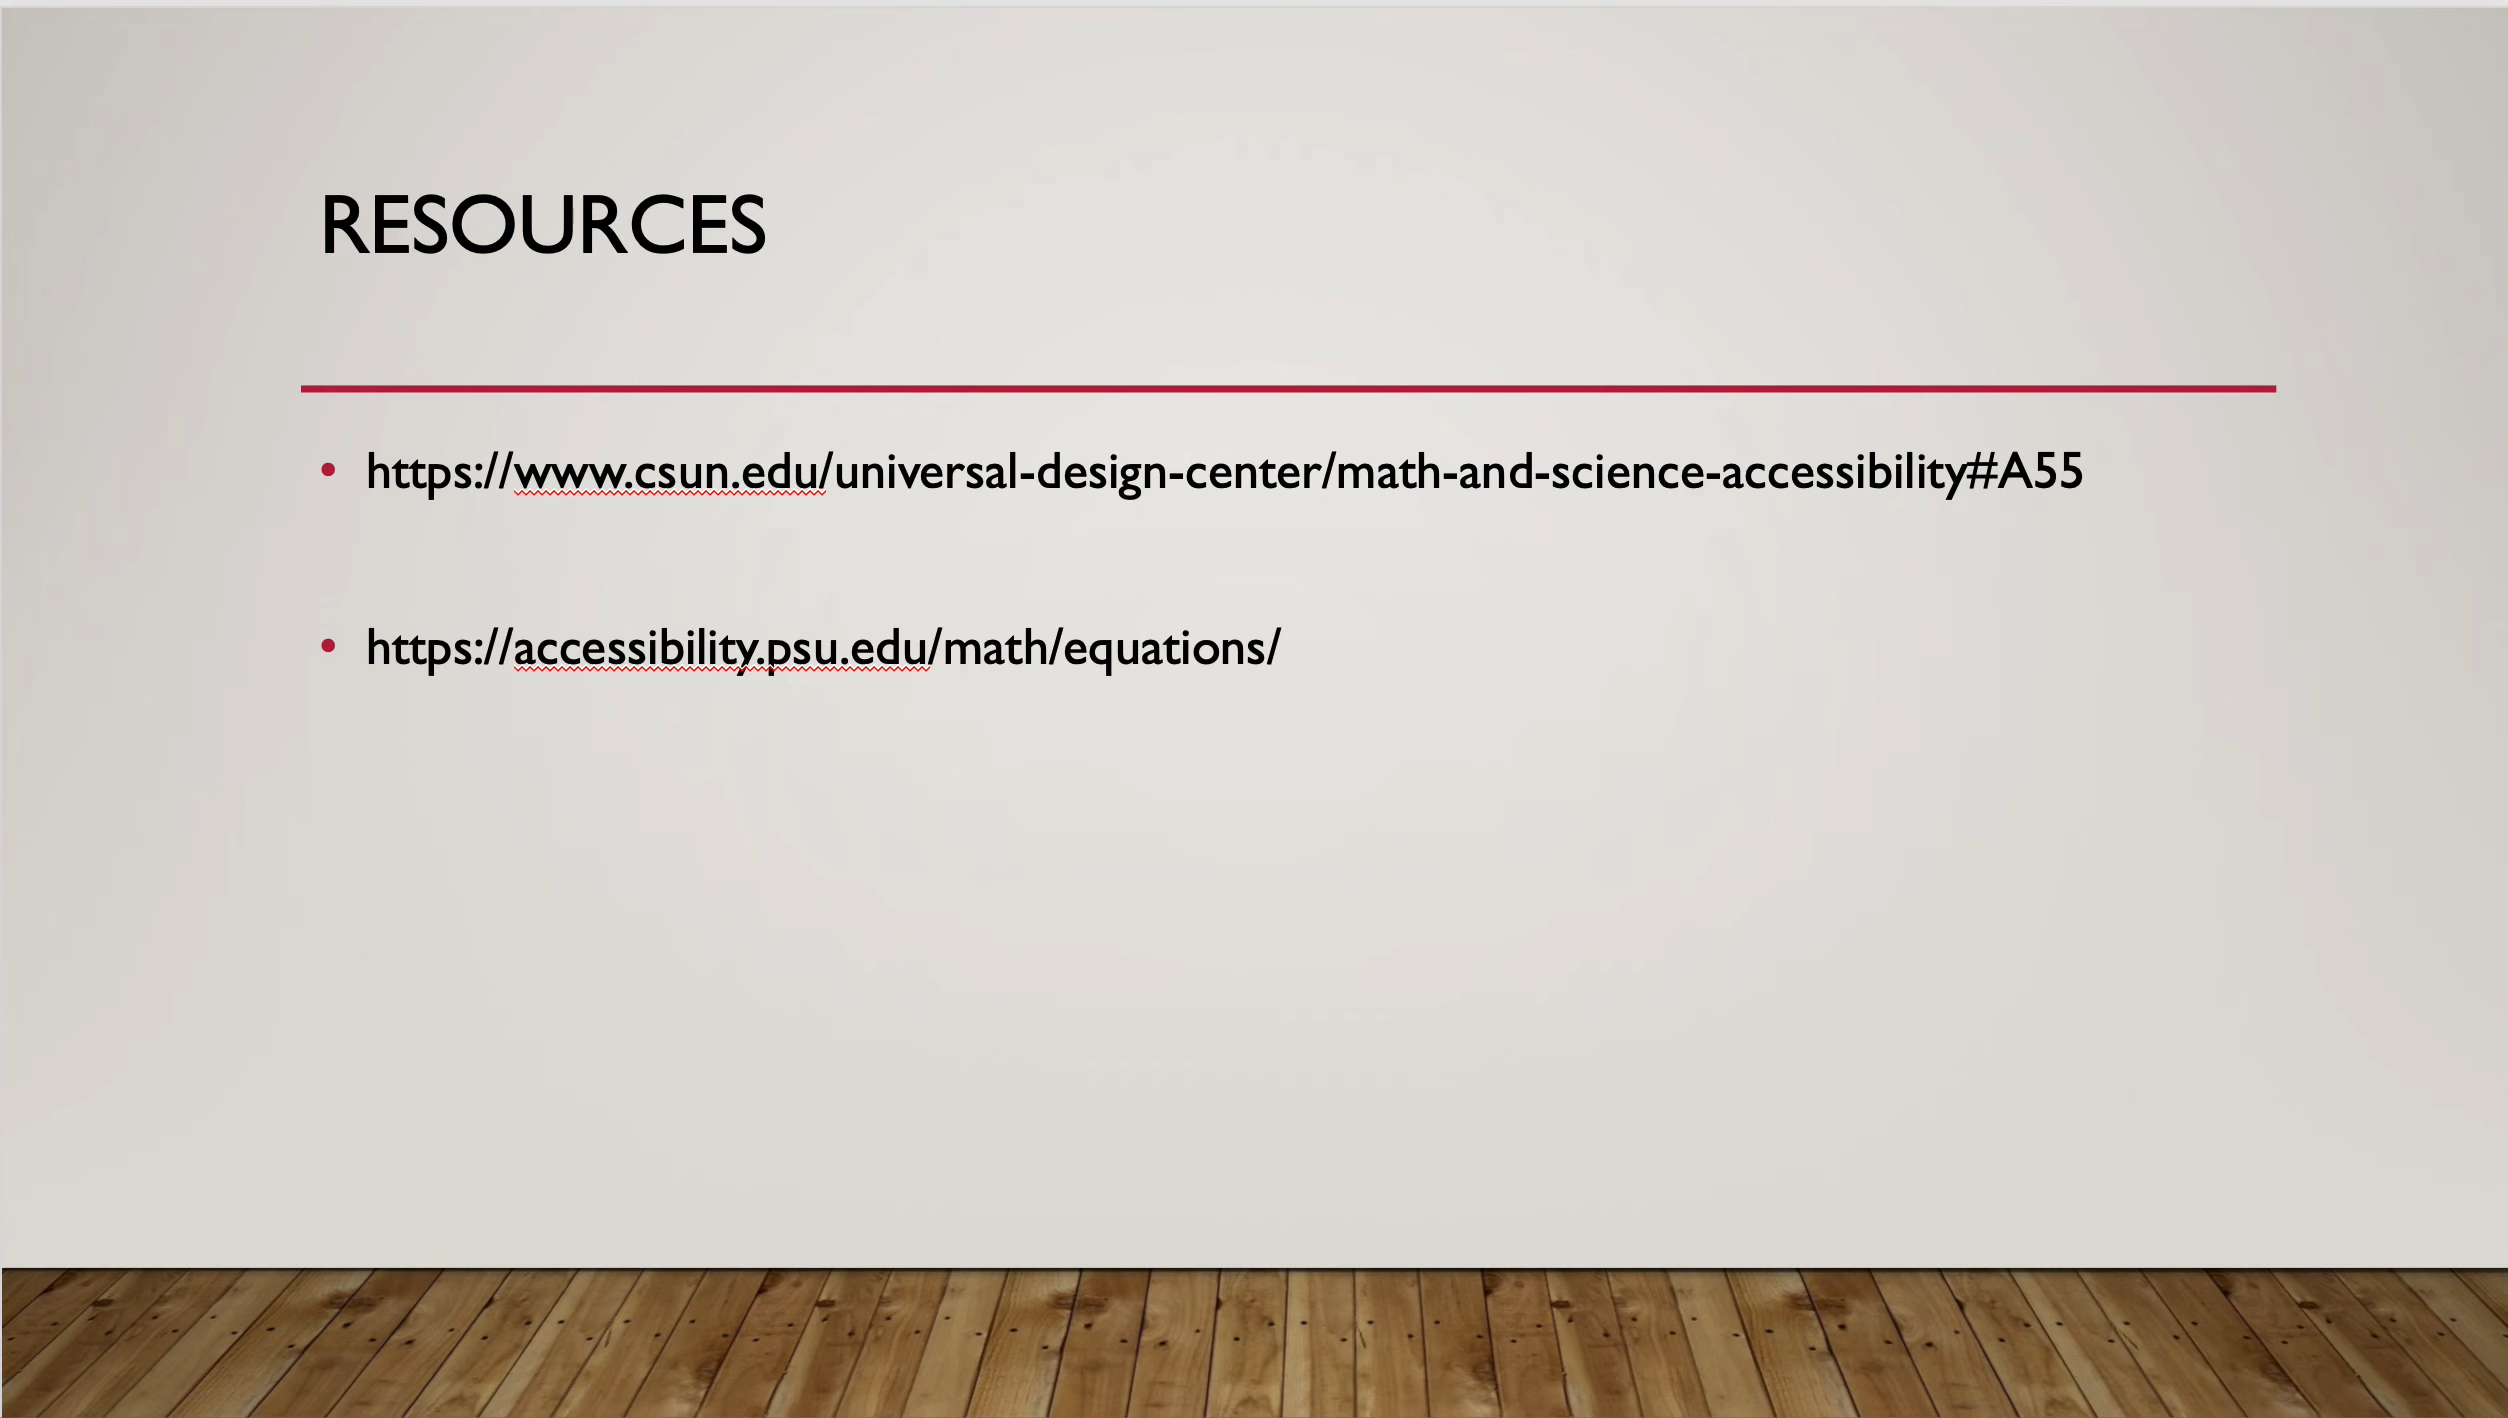 RESOURCES
• https://www.csun.edu/universal-design-center/math-and-science-accessibility#A55
• https://accessibility.psu.edu/math/equations/